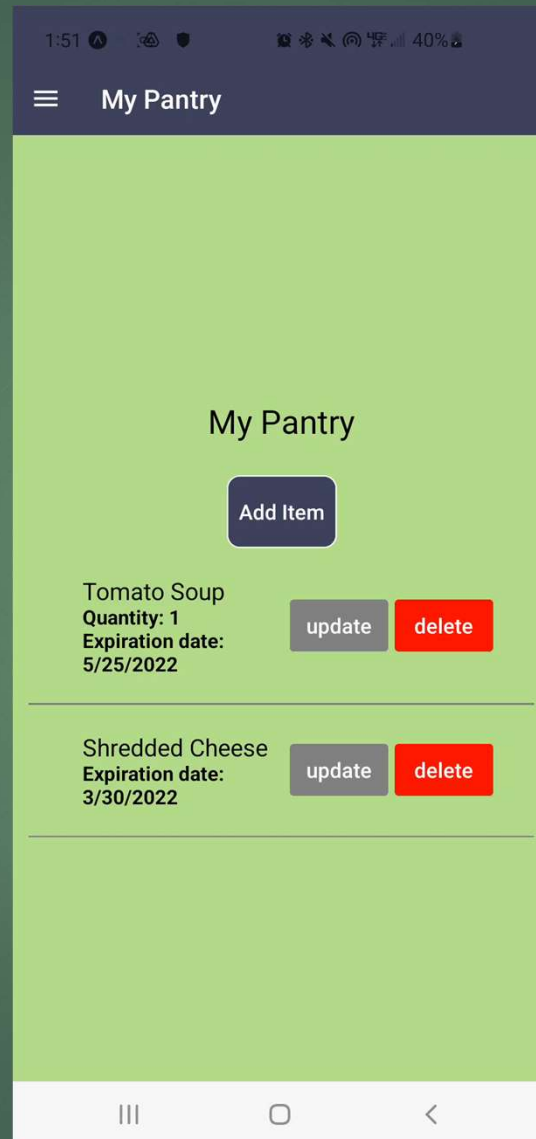 1:51 4G 40%
My Pantry
My Pantry
Add Item
Tomato Soup
Quantity: 1
Expiration date:
5/25/2022
update delete
Shredded Cheese
Expiration date:
3/30/2022
update delete